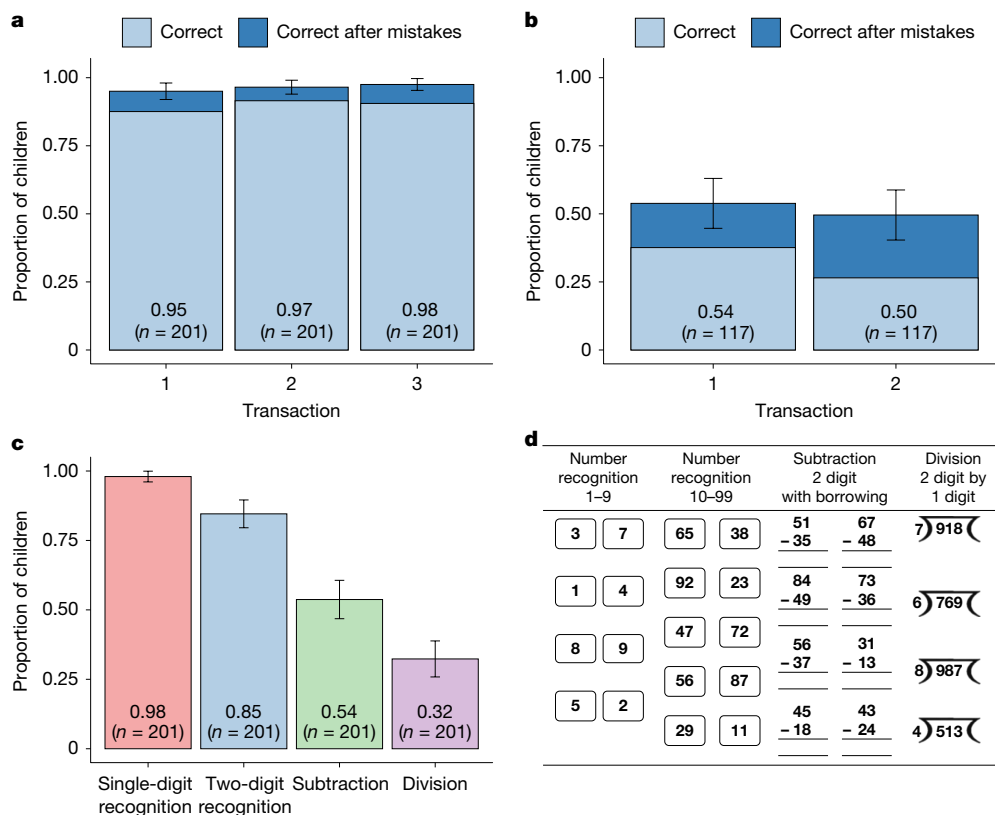 a
Correct Correct after mistakes
1.00
0.75
0.50
0.25
0
Proportion of children
0.95 0.97 0.98
(n = 201) (n = 201) (n = 201)
1 2 3
Transaction
b
Correct Correct after mistakes
1.00
0.75
0.50
0.25
0
Proportion of children
0.54 0.50
(n = 117) (n = 117)
1 2
Transaction
c
1.00
0.75
0.50
0.25
0
Proportion of children
0.98 0.85 0.54 0.32
(n = 201) (n = 201) (n = 201) (n = 201)
Single-digit Two-digit Subtraction Division
recognition recognition
d
Number Number Subtraction Division
recognition recognition 2 digit 2 digit by
1–9 10–99 with borrowing 1 digit
3 7 65 38 51 67 7)918(
– 35 – 48
1 4 92 23 84 73 6)769(
– 49 – 36
8 9 47 72 56 31 8)987(
– 37 – 13
5 2 56 87 45 43 4)513(
29 11 – 18 – 24